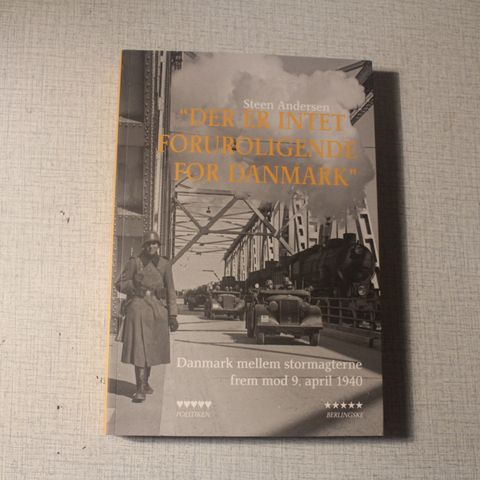 Steen Andersen
"DER ER INTET
FORUROLIGENDE
FOR DANMARK"
Danmark mellem stormagterne
frem mod 9. april 1940
♥♥♥♥♥
POLITIKEN
★★★★★
BERLINGSKE